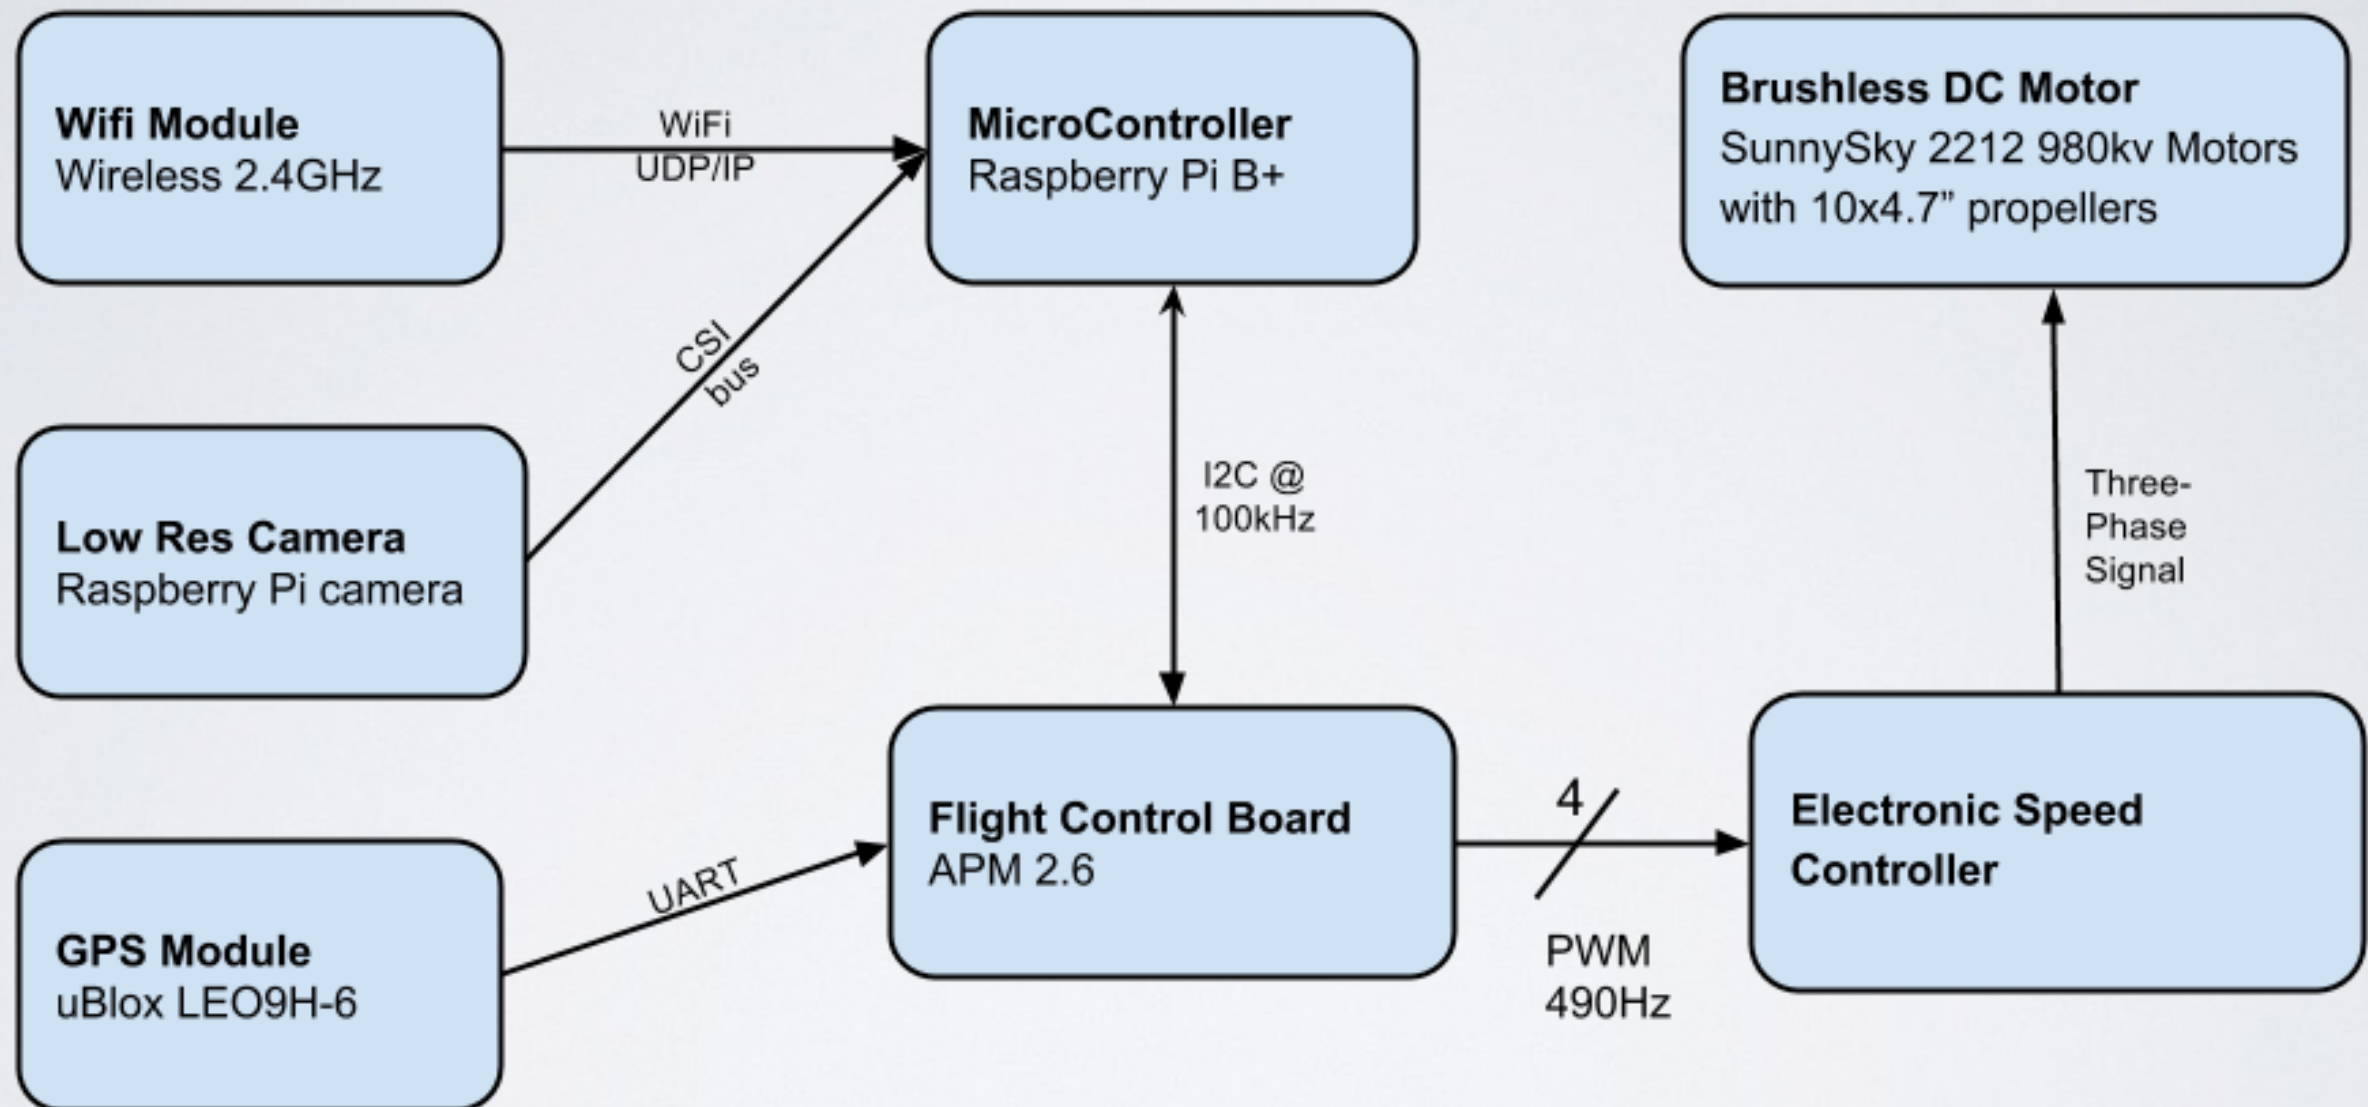 Wifi Module
Wireless 2.4GHz
WiFi
UDP/IP
MicroController
Raspberry Pi B+
Brushless DC Motor
SunnySky 2212 980kv Motors
with 10x4.7” propellers
CSI
bus
Low Res Camera
Raspberry Pi camera
I2C @
100kHz
Three-
Phase
Signal
GPS Module
uBlox LEO9H-6
UART
Flight Control Board
APM 2.6
4
PWM
490Hz
Electronic Speed
Controller